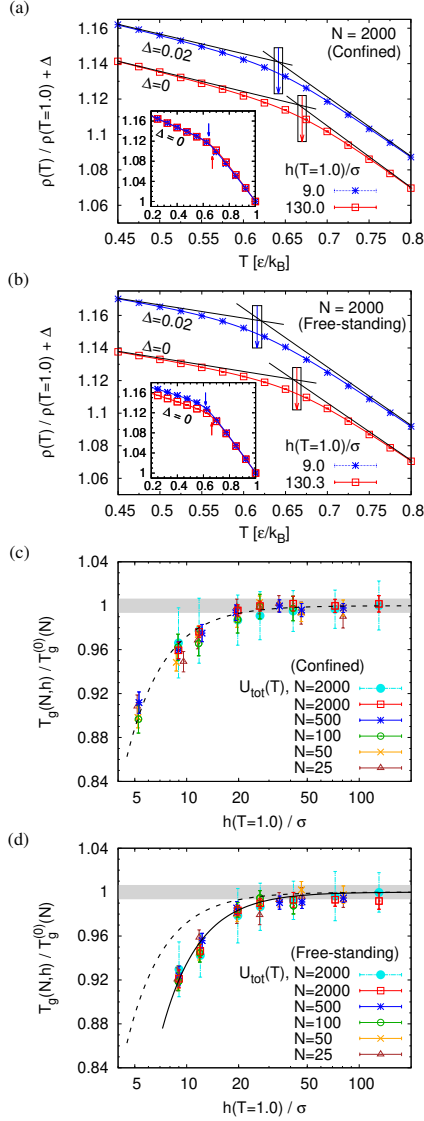 (a)
ρ(T) / ρ(T=1.0) + Δ
1.16
1.14
1.12
1.1
1.08
1.06
N = 2000
(Confined)
Δ=0.02
Δ=0
1.16
1.12
1.08
1.04
1
Δ=0
0.2 0.4 0.6 0.8 1
h(T=1.0)/σ
9.0
130.0
0.45 0.5 0.55 0.6 0.65 0.7 0.75 0.8
T [ε/kB]
(b)
ρ(T) / ρ(T=1.0) + Δ
1.16
1.14
1.12
1.1
1.08
1.06
N = 2000
(Free-standing)
Δ=0.02
Δ=0
1.16
1.12
1.08
1.04
1
Δ=0
0.2 0.4 0.6 0.8 1
h(T=1.0)/σ
9.0
130.3
0.45 0.5 0.55 0.6 0.65 0.7 0.75 0.8
T [ε/kB]
(c)
Tg(N,h) / Tg(0)(N)
1.04
1
0.96
0.92
0.88
0.84
(Confined)
Utot(T), N=2000
N=2000
N=500
N=100
N=50
N=25
5 10 20 40 100
h(T=1.0) / σ
(d)
Tg(N,h) / Tg(0)(N)
1.04
1
0.96
0.92
0.88
0.84
(Free-standing)
Utot(T), N=2000
N=2000
N=500
N=100
N=50
N=25
5 10 20 40 100
h(T=1.0) / σ